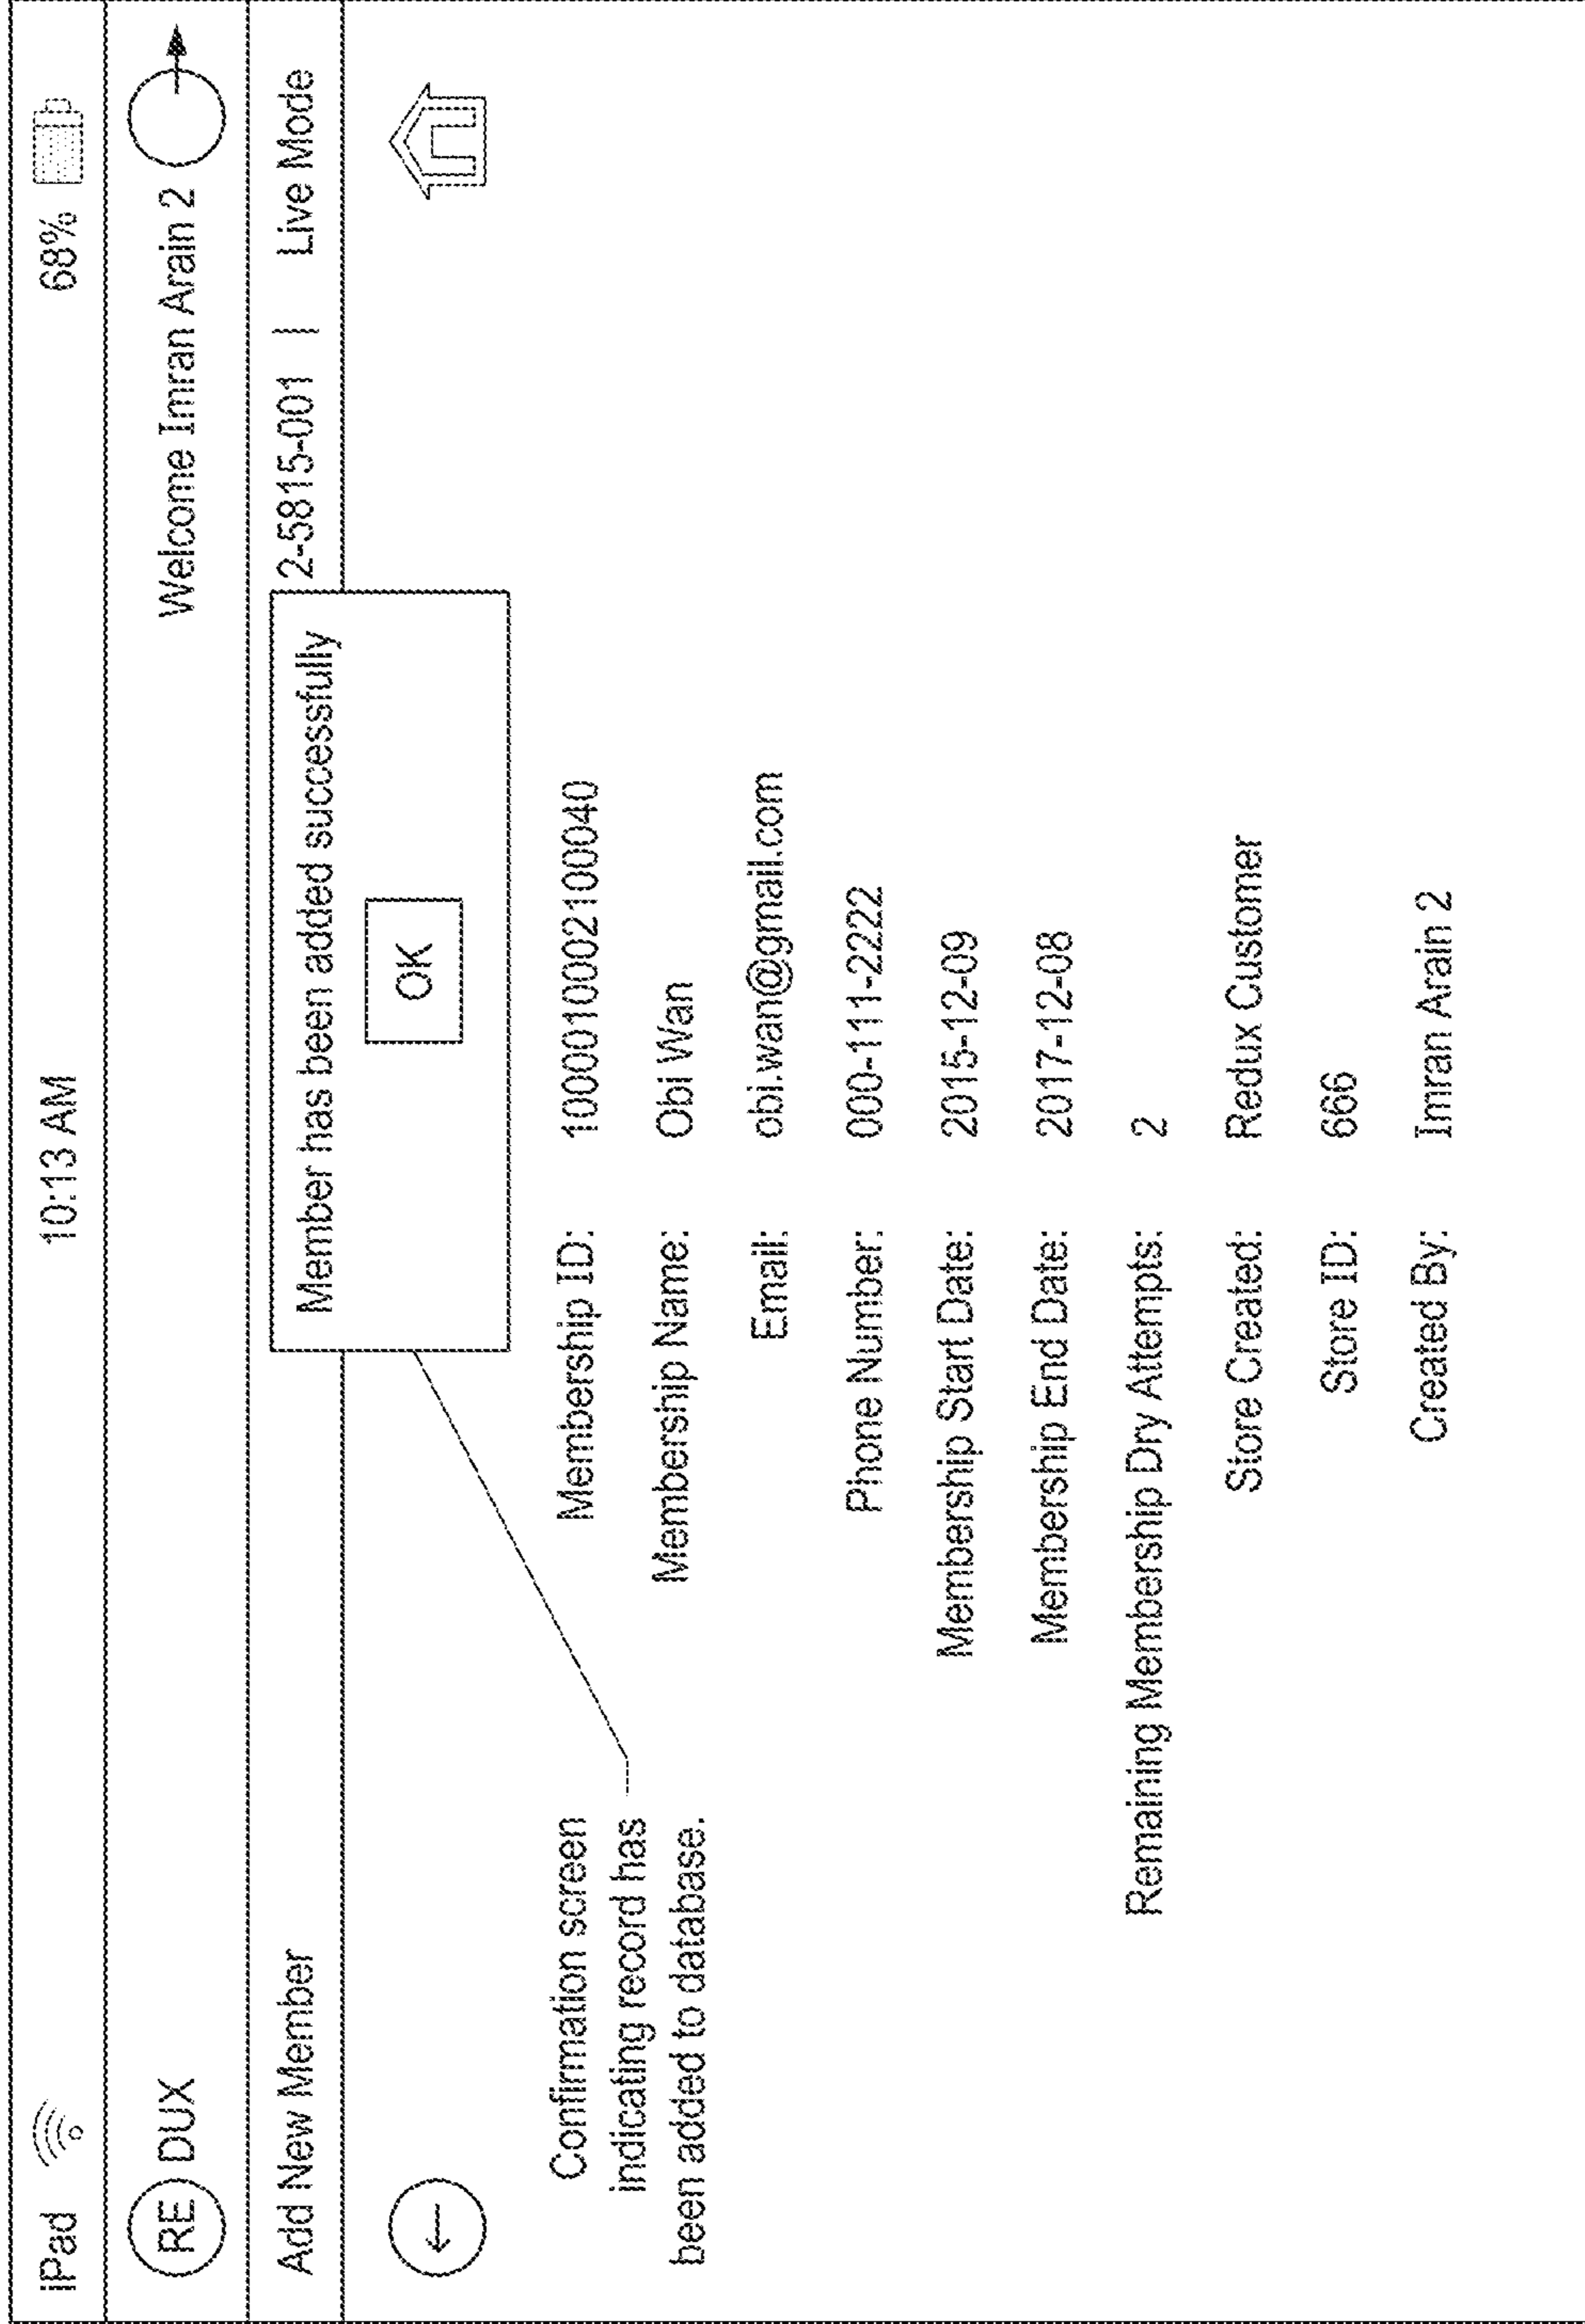 iPad 10:13 AM 68%
RE DUX Welcome Imran Arain 2
Add New Member 2-5815-001 | Live Mode
Member has been added successfully
OK
Confirmation screen
indicating record has
been added to database.
Membership ID: 1000010002100040
Membership Name: Obi Wan
Email: obi.wan@gmail.com
Phone Number: 000-111-2222
Membership Start Date: 2015-12-09
Membership End Date: 2017-12-08
Remaining Membership Dry Attempts: 2
Store Created: Redux Customer
Store ID: 666
Created By: Imran Arain 2